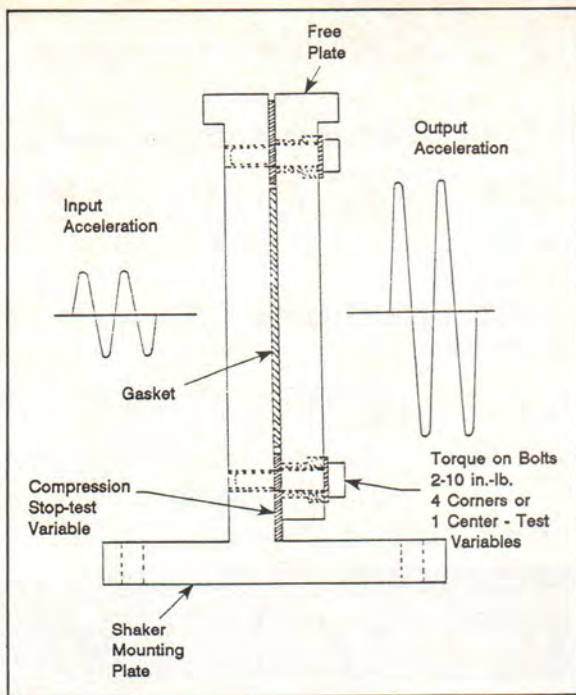 Free
Plate
Output
Acceleration
Input
Acceleration
Gasket
Compression
Stop-test
Variable
Torque on Bolts
2-10 in.-lb.
4 Corners or
1 Center - Test
Variables
Shaker
Mounting
Plate